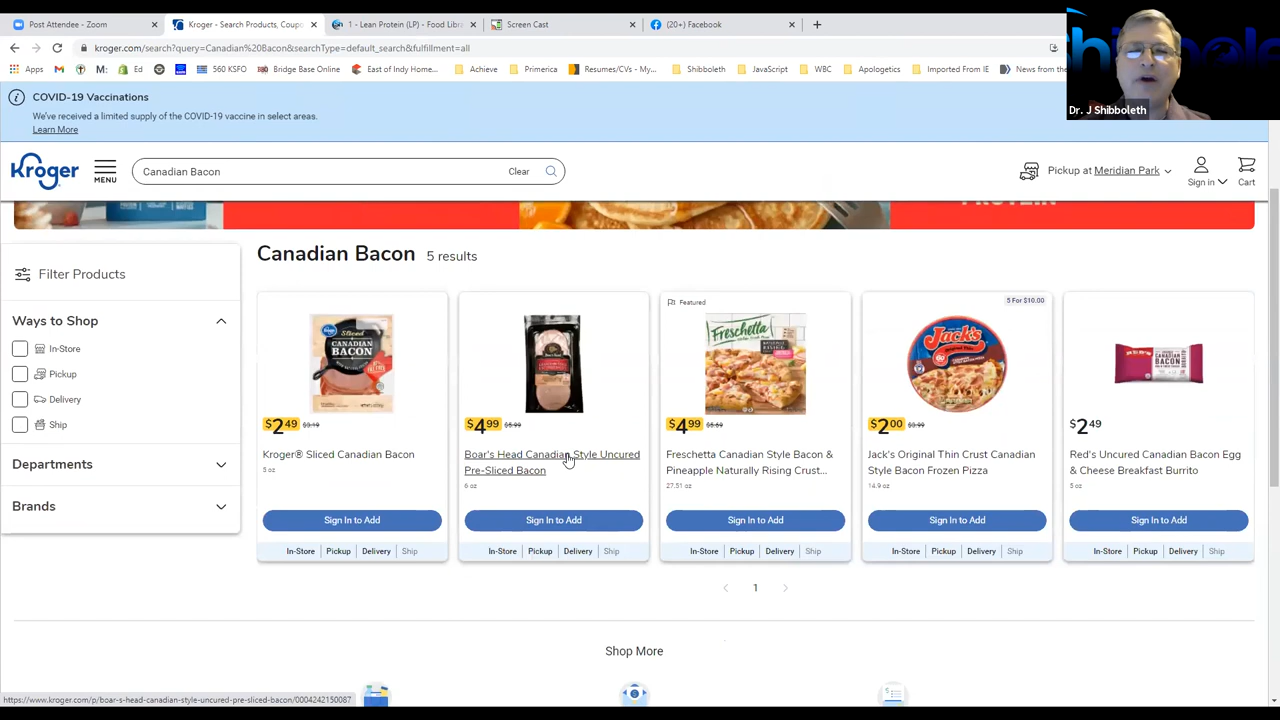 Post Attendee - Zoom
Kroger - Search Products, Coupo
1 - Lean Protein (LP) - Food Libr
Screen Cast
(20+) Facebook
kroger.com/search?query=Canadian%20Bacon&searchType=default_search&fulfillment=all
Apps
M:
Ed
560 KSFO
Bridge Base Online
East of Indy Home...
Achieve
Primerica
Resumes/CVs - My...
Shibboleth
JavaScript
WBC
Apologetics
Imported From IE
News from the
Dr. J Shibboleth
COVID-19 Vaccinations
We've received a limited supply of the COVID-19 vaccine in select areas.
Learn More
Kroger
MENU
Canadian Bacon
Clear
Pickup at Meridian Park
Sign in
Cart
PROTEIN
Filter Products
Ways to Shop
In-Store
Pickup
Delivery
Ship
Departments
Brands
Canadian Bacon 5 results
Sliced
CANADIAN
BACON
$2.49 $3.19
Kroger® Sliced Canadian Bacon
5 oz
Sign In to Add
In-Store Pickup Delivery Ship
$4.99 $5.99
Boar's Head Canadian Style Uncured
Pre-Sliced Bacon
6 oz
Sign In to Add
In-Store Pickup Delivery Ship
Featured
Freschetta
$4.99 $5.69
Freschetta Canadian Style Bacon &
Pineapple Naturally Rising Crust...
27.51 oz
Sign In to Add
In-Store Pickup Delivery Ship
5 For $10.00
Jack's
$2.00 $3.99
Jack's Original Thin Crust Canadian
Style Bacon Frozen Pizza
14.9 oz
Sign In to Add
In-Store Pickup Delivery Ship
CANADIAN
BACON
$2.49
Red's Uncured Canadian Bacon Egg
& Cheese Breakfast Burrito
5 oz
Sign In to Add
In-Store Pickup Delivery Ship
1
Shop More
https://www.kroger.com/p/boar-s-head-canadian-style-uncured-pre-sliced-bacon/0004242150087